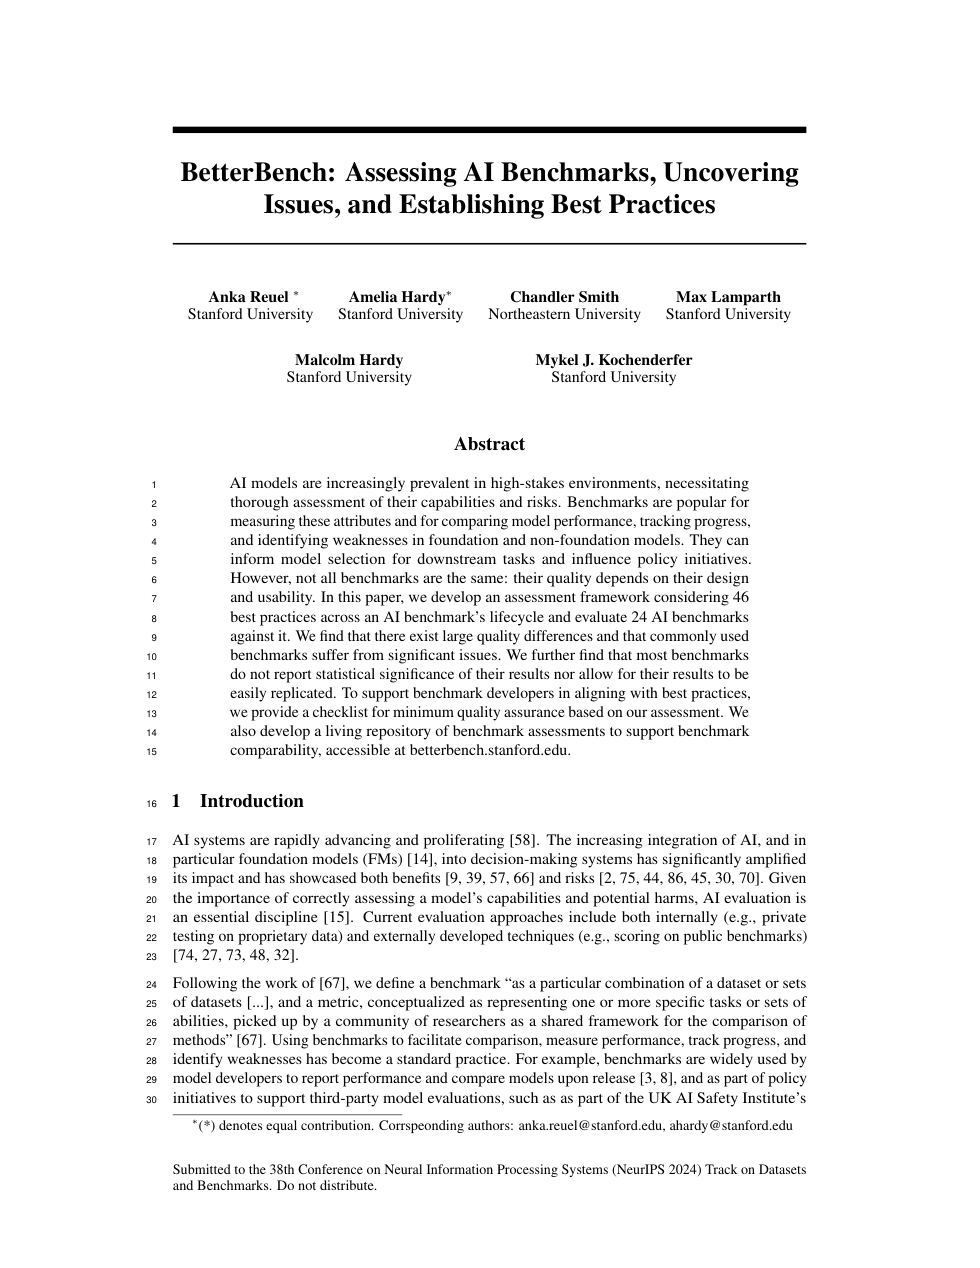 BetterBench: Assessing AI Benchmarks, Uncovering
Issues, and Establishing Best Practices
Anka Reuel * Amelia Hardy* Chandler Smith Max Lamparth
Stanford University Stanford University Northeastern University Stanford University
Malcolm Hardy Mykel J. Kochenderfer
Stanford University Stanford University
Abstract
1 AI models are increasingly prevalent in high-stakes environments, necessitating
2 thorough assessment of their capabilities and risks. Benchmarks are popular for
3 measuring these attributes and for comparing model performance, tracking progress,
4 and identifying weaknesses in foundation and non-foundation models. They can
5 inform model selection for downstream tasks and influence policy initiatives.
6 However, not all benchmarks are the same: their quality depends on their design
7 and usability. In this paper, we develop an assessment framework considering 46
8 best practices across an AI benchmark's lifecycle and evaluate 24 AI benchmarks
9 against it. We find that there exist large quality differences and that commonly used
10 benchmarks suffer from significant issues. We further find that most benchmarks
11 do not report statistical significance of their results nor allow for their results to be
12 easily replicated. To support benchmark developers in aligning with best practices,
13 we provide a checklist for minimum quality assurance based on our assessment. We
14 also develop a living repository of benchmark assessments to support benchmark
15 comparability, accessible at betterbench.stanford.edu.
16 1 Introduction
17 AI systems are rapidly advancing and proliferating [58]. The increasing integration of AI, and in
18 particular foundation models (FMs) [14], into decision-making systems has significantly amplified
19 its impact and has showcased both benefits [9, 39, 57, 66] and risks [2, 75, 44, 86, 45, 30, 70]. Given
20 the importance of correctly assessing a model's capabilities and potential harms, AI evaluation is
21 an essential discipline [15]. Current evaluation approaches include both internally (e.g., private
22 testing on proprietary data) and externally developed techniques (e.g., scoring on public benchmarks)
23 [74, 27, 73, 48, 32].
24 Following the work of [67], we define a benchmark “as a particular combination of a dataset or sets
25 of datasets [...], and a metric, conceptualized as representing one or more specific tasks or sets of
26 abilities, picked up by a community of researchers as a shared framework for the comparison of
27 methods” [67]. Using benchmarks to facilitate comparison, measure performance, track progress, and
28 identify weaknesses has become a standard practice. For example, benchmarks are widely used by
29 model developers to report performance and compare models upon release [3, 8], and as part of policy
30 initiatives to support third-party model evaluations, such as as part of the UK AI Safety Institute's
*(*) denotes equal contribution. Corrspeonding authors: anka.reuel@stanford.edu, ahardy@stanford.edu
Submitted to the 38th Conference on Neural Information Processing Systems (NeurIPS 2024) Track on Datasets
and Benchmarks. Do not distribute.